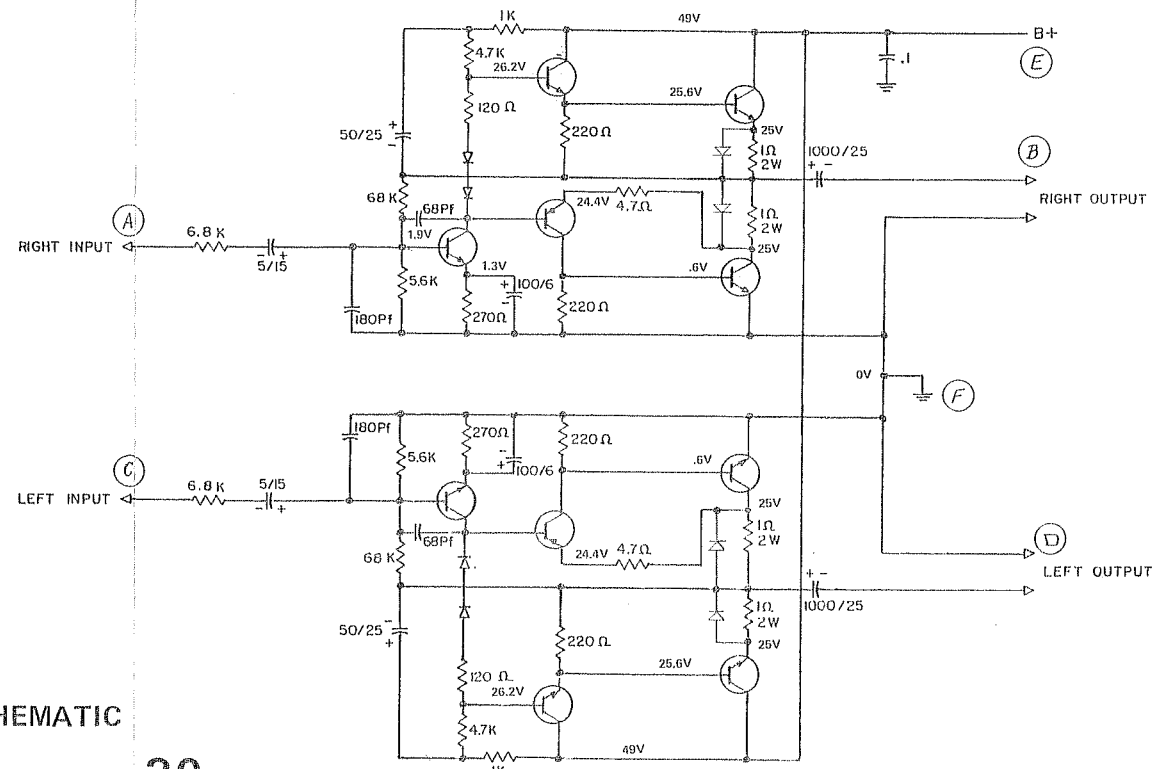 1K
49V
B+
E
4.7K
26.2V
.1
25.6V
120 Ω
50/25
+
-
220 Ω
25V
1Ω
2W
1000/25
+ -
B
RIGHT OUTPUT
68 K
68Pf
24.4V
4.7Ω
1Ω
2W
A
1.9V
RIGHT INPUT
6.8 K
5/15
- +
25V
1.3V
.6V
5.6K
+
-
100/6
180Pf
270Ω
220Ω
0V
F
180Pf
270Ω
-
+
100/6
220Ω
5.6K
.6V
C
LEFT INPUT
6.8 K
5/15
- +
25V
1Ω
2W
68Pf
68 K
24.4V
4.7Ω
D
LEFT OUTPUT
+ -
1000/25
50/25
-
+
220 Ω
1Ω
2W
25V
25.6V
120 Ω
26.2V
4.7K
HEMATIC
49V
1K